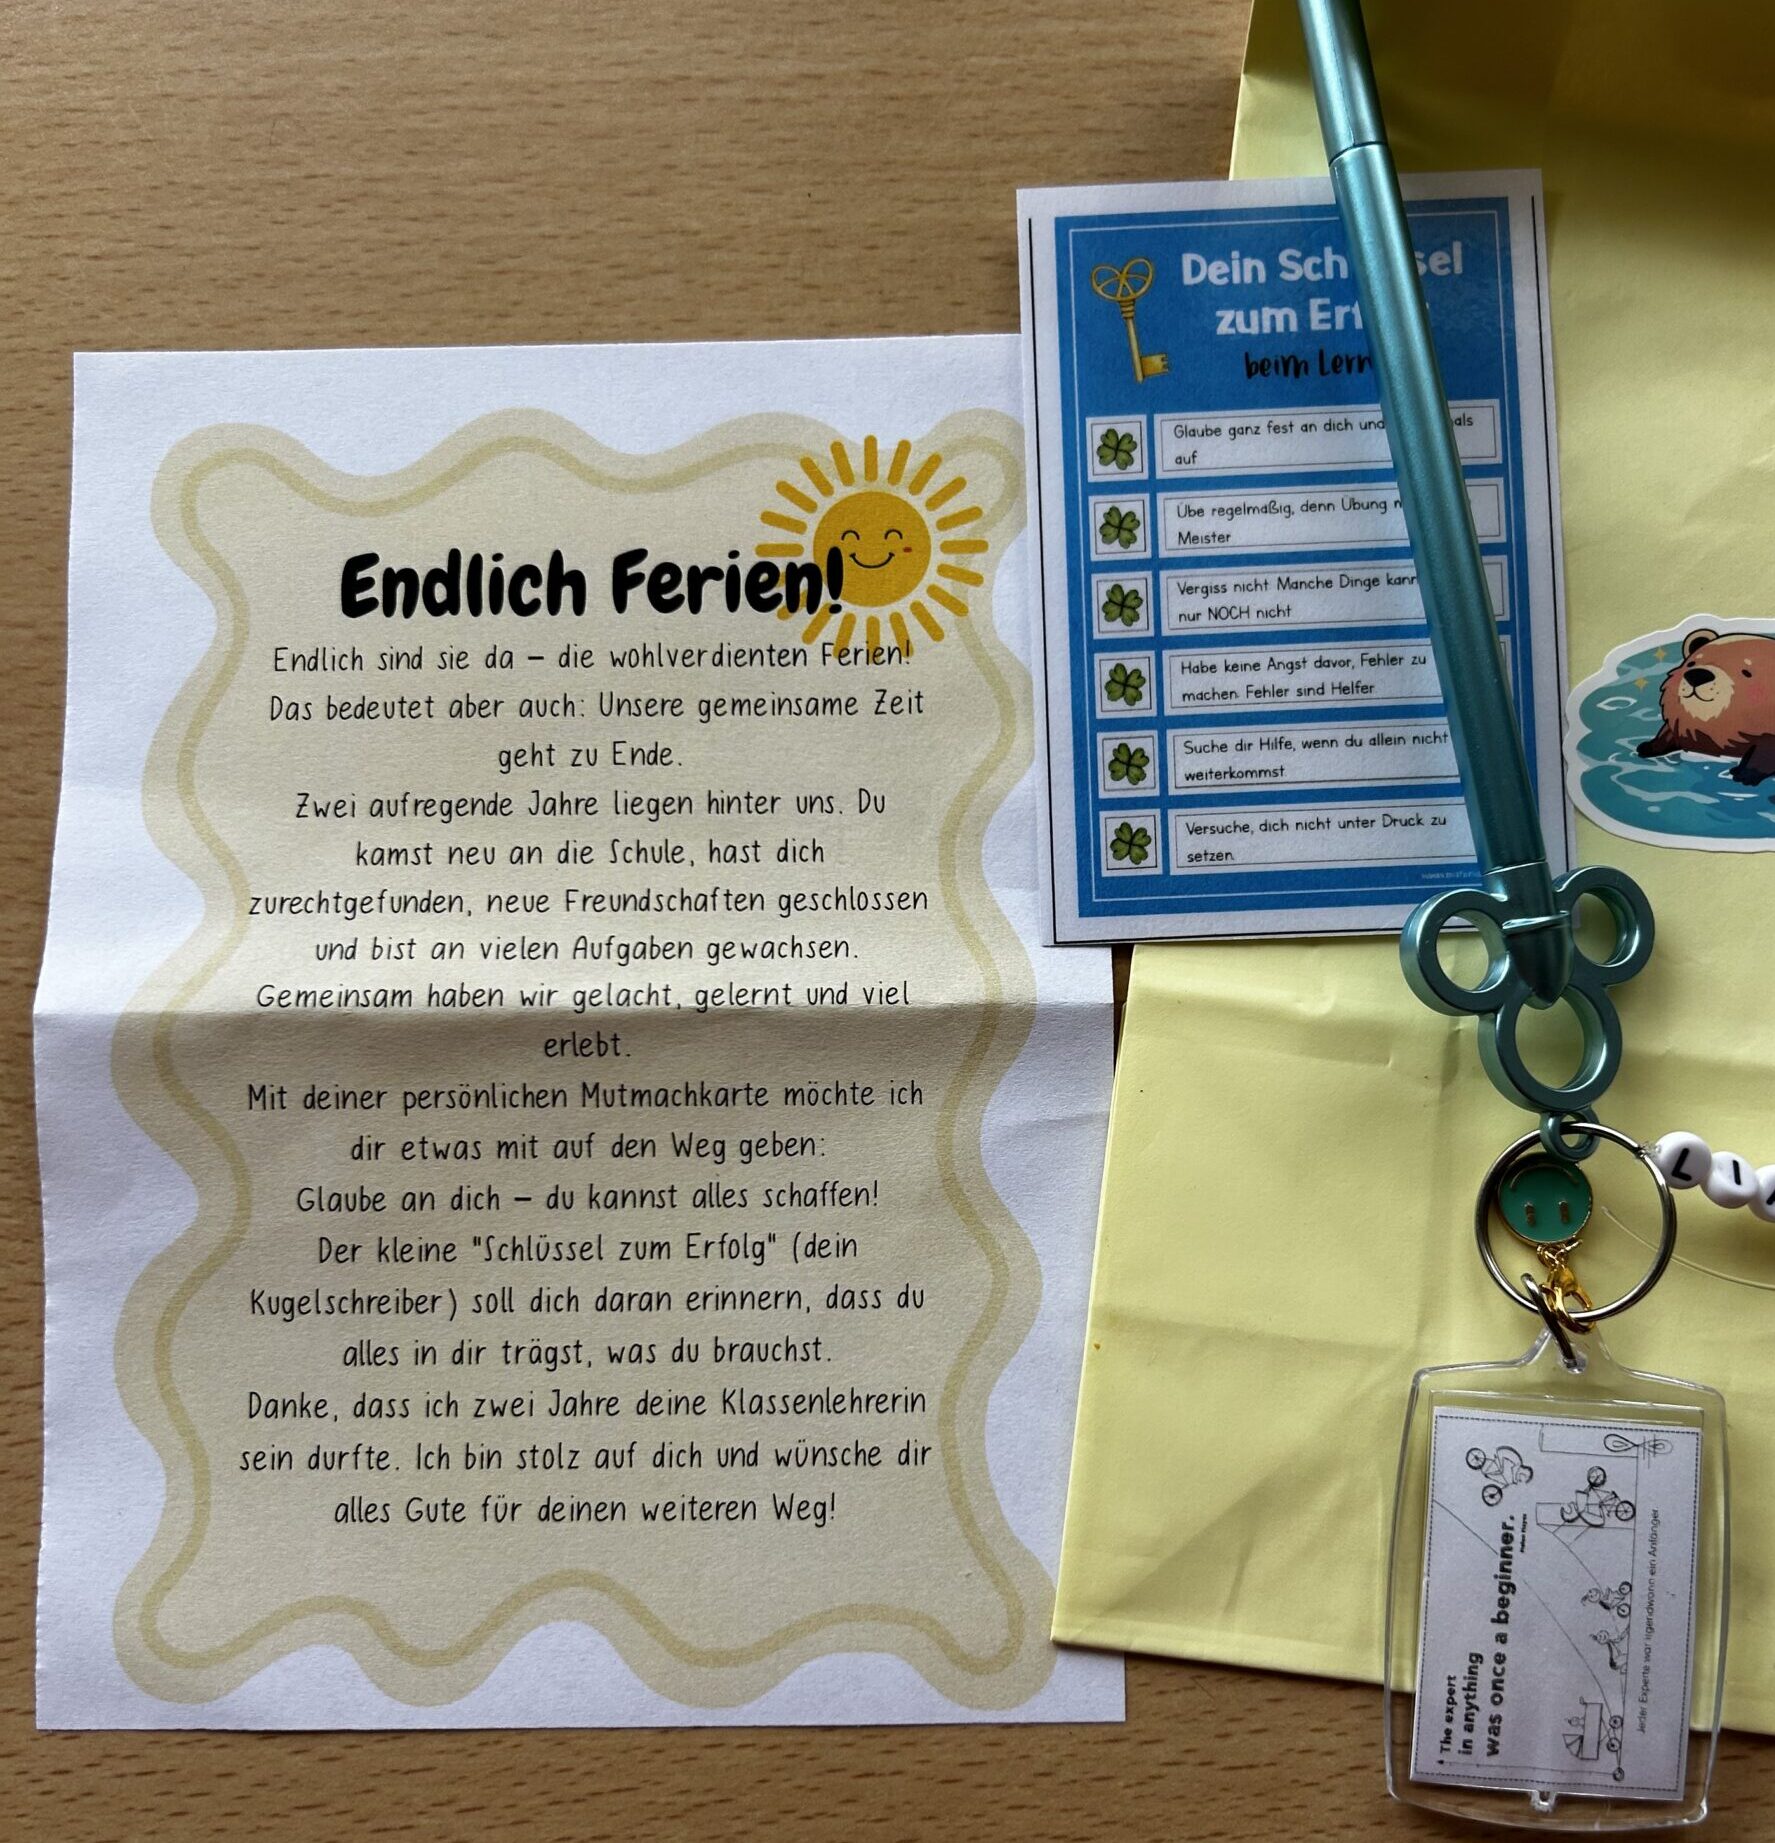 Endlich Ferien!
Endlich sind sie da – die wohlverdienten Ferien!
Das bedeutet aber auch: Unsere gemeinsame Zeit
geht zu Ende.
Zwei aufregende Jahre liegen hinter uns. Du
kamst neu an die Schule, hast dich
zurechtgefunden, neue Freundschaften geschlossen
und bist an vielen Aufgaben gewachsen.
Gemeinsam haben wir gelacht, gelernt und viel
erlebt.
Mit deiner persönlichen Mutmachkarte möchte ich
dir etwas mit auf den Weg geben:
Glaube an dich – du kannst alles schaffen!
Der kleine "Schlüssel zum Erfolg" (dein
Kugelschreiber) soll dich daran erinnern, dass du
alles in dir trägst, was du brauchst.
Danke, dass ich zwei Jahre deine Klassenlehrerin
sein durfte. Ich bin stolz auf dich und wünsche dir
alles Gute für deinen weiteren Weg!
Dein
zum
beim
Glaube ganz fest an dich und
auf
Übe regelmäßig, denn Übung
Meister
Vergiss nicht Manche Dinge
nur NOCH nicht
Habe keine Angst davor, Fehler zu
machen. Fehler sind Helfer
Suche dir Hilfe, wenn du allein nicht
weiterkommst
Versuche, dich nicht unter Druck zu
setzen.
The expert
in anything
was once a beginner.
Jeder Experte war irgendwann ein Anfänger